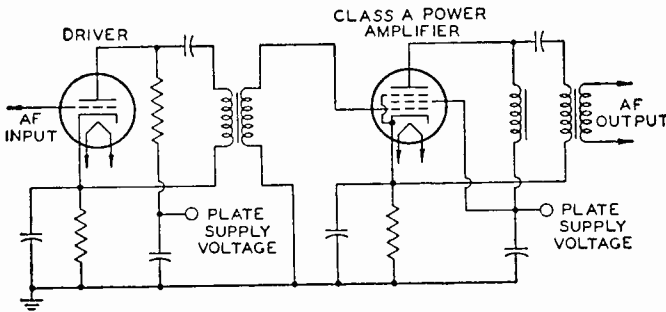 DRIVER
CLASS A POWER
AMPLIFIER
AF
INPUT
AF
OUTPUT
PLATE
SUPPLY
VOLTAGE
PLATE
SUPPLY
VOLTAGE